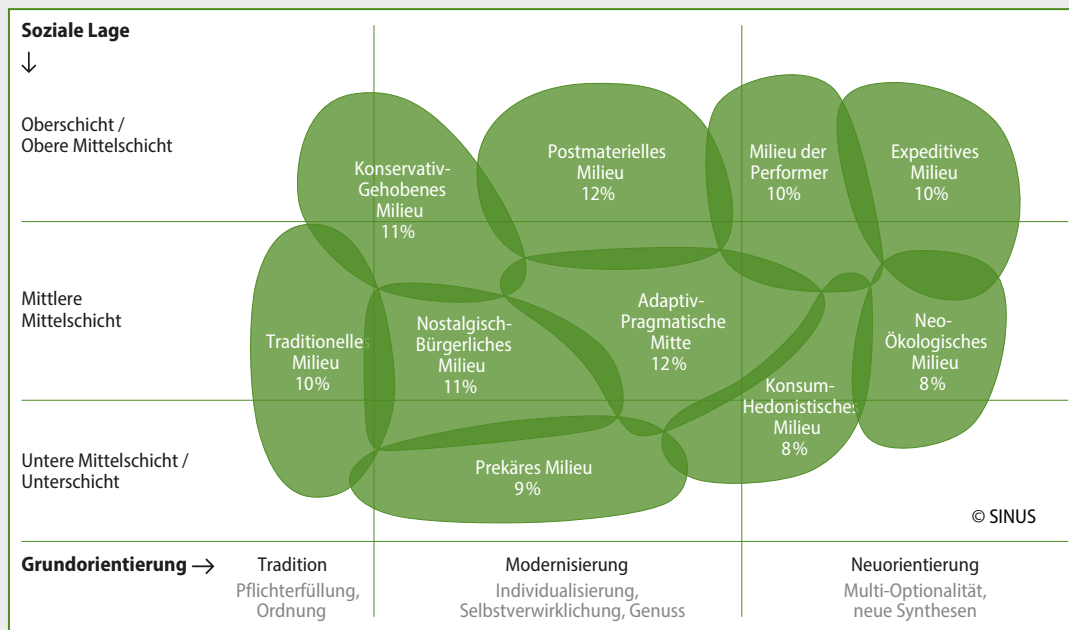 Soziale Lage
↓
Oberschicht /
Obere Mittelschicht
Konservativ-
Gehobenes
Milieu
11%
Postmaterielles
Milieu
12%
Milieu der
Performer
10%
Expeditives
Milieu
10%
Mittlere
Mittelschicht
Traditionelles
Milieu
10%
Nostalgisch-
Bürgerliches
Milieu
11%
Adaptiv-
Pragmatische
Mitte
12%
Neo-
Ökologisches
Milieu
8%
Konsum-
Hedonistisches
Milieu
8%
Untere Mittelschicht /
Unterschicht
Prekäres Milieu
9%
© SINUS
Grundorientierung →
Tradition
Pflichterfüllung,
Ordnung
Modernisierung
Individualisierung,
Selbstverwirklichung, Genuss
Neuorientierung
Multi-Optionalität,
neue Synthesen